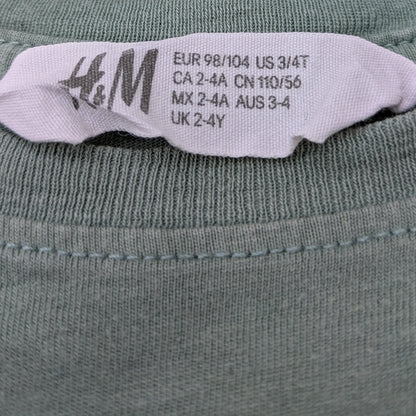 H&M
EUR 98/104 US 3/4T
CA 2-4A CN 110/56
MX 2-4A AUS 3-4
UK 2-4Y